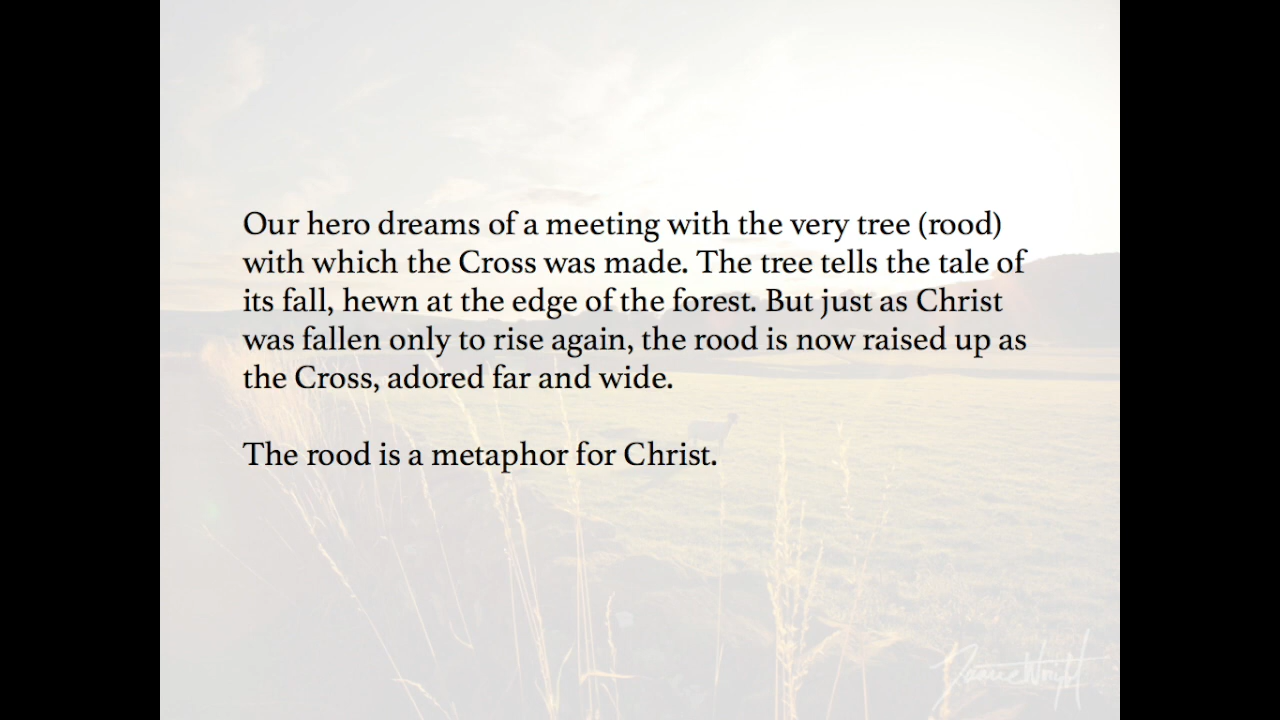 Our hero dreams of a meeting with the very tree (rood)
with which the Cross was made. The tree tells the tale of
its fall, hewn at the edge of the forest. But just as Christ
was fallen only to rise again, the rood is now raised up as
the Cross, adored far and wide.
The rood is a metaphor for Christ.